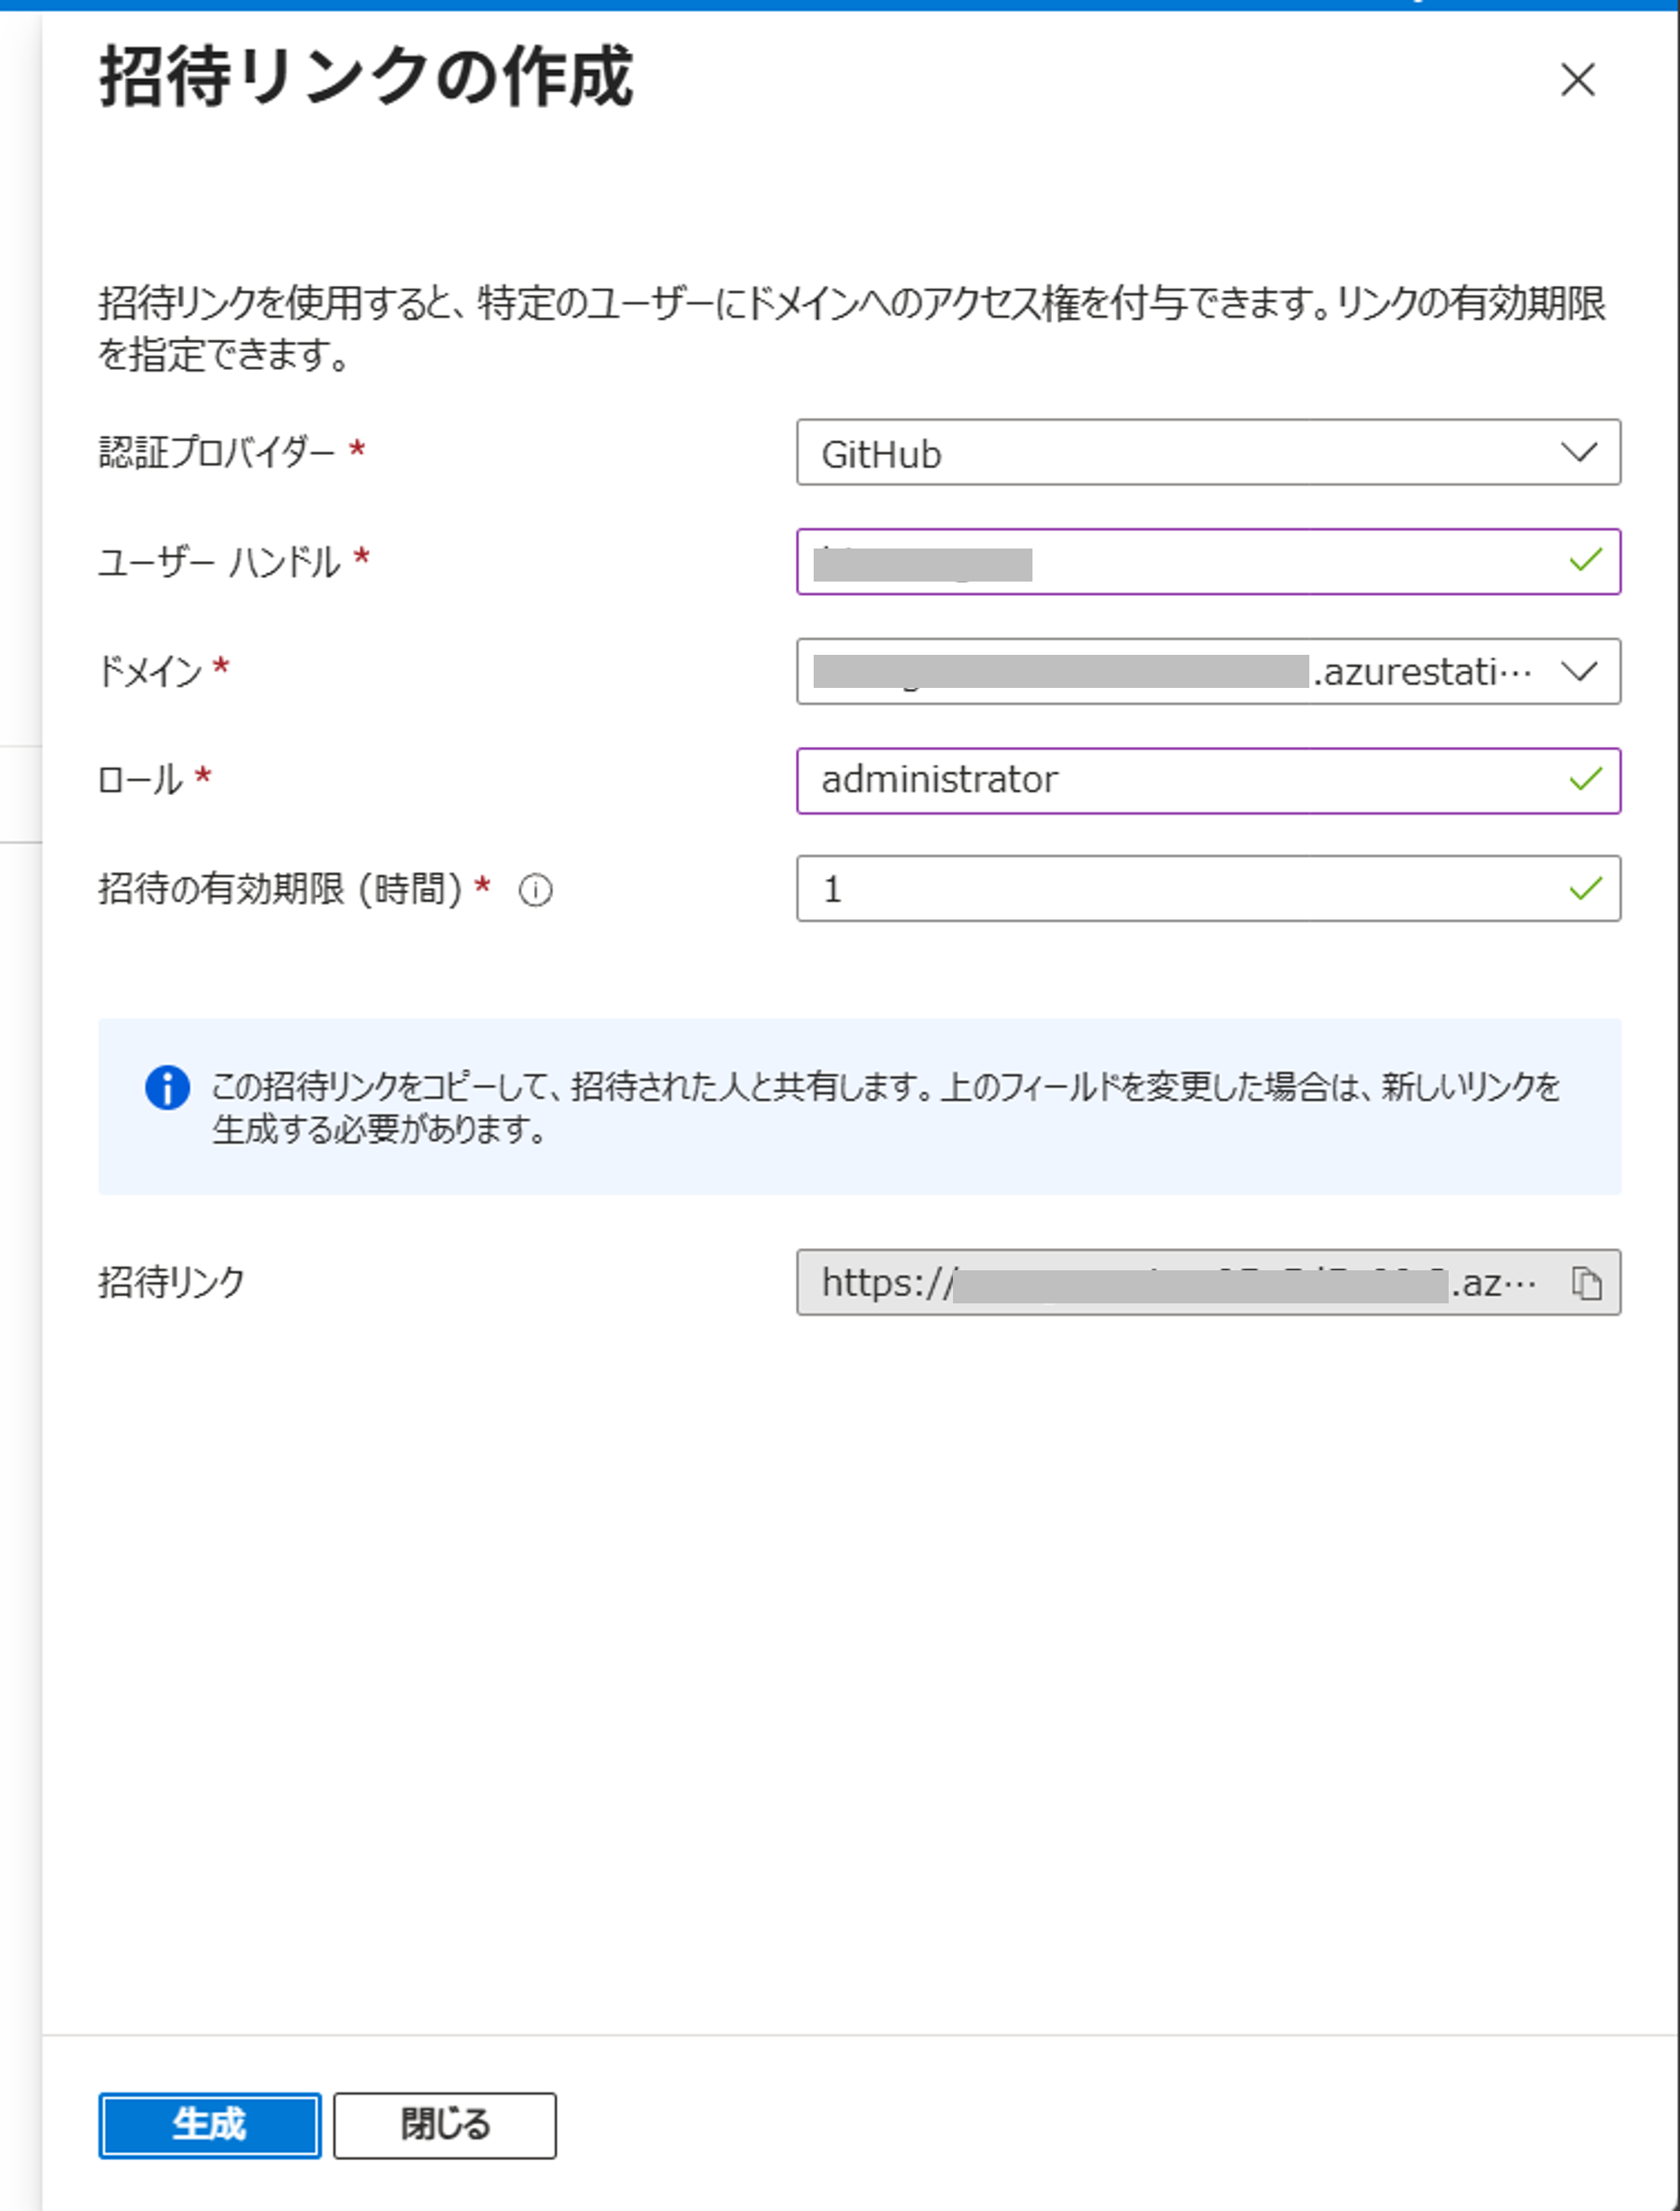 招待リンクの作成
招待リンクを使用すると、特定のユーザーにドメインへのアクセス権を付与できます。リンクの有効期限
を指定できます。
認証プロバイダー *
GitHub
ユーザー ハンドル *
ドメイン *
.azurestati…
ロール *
administrator
招待の有効期限 (時間) *
1
この招待リンクをコピーして、招待された人と共有します。上のフィールドを変更した場合は、新しいリンクを
生成する必要があります。
招待リンク
https://
.az…
生成
閉じる